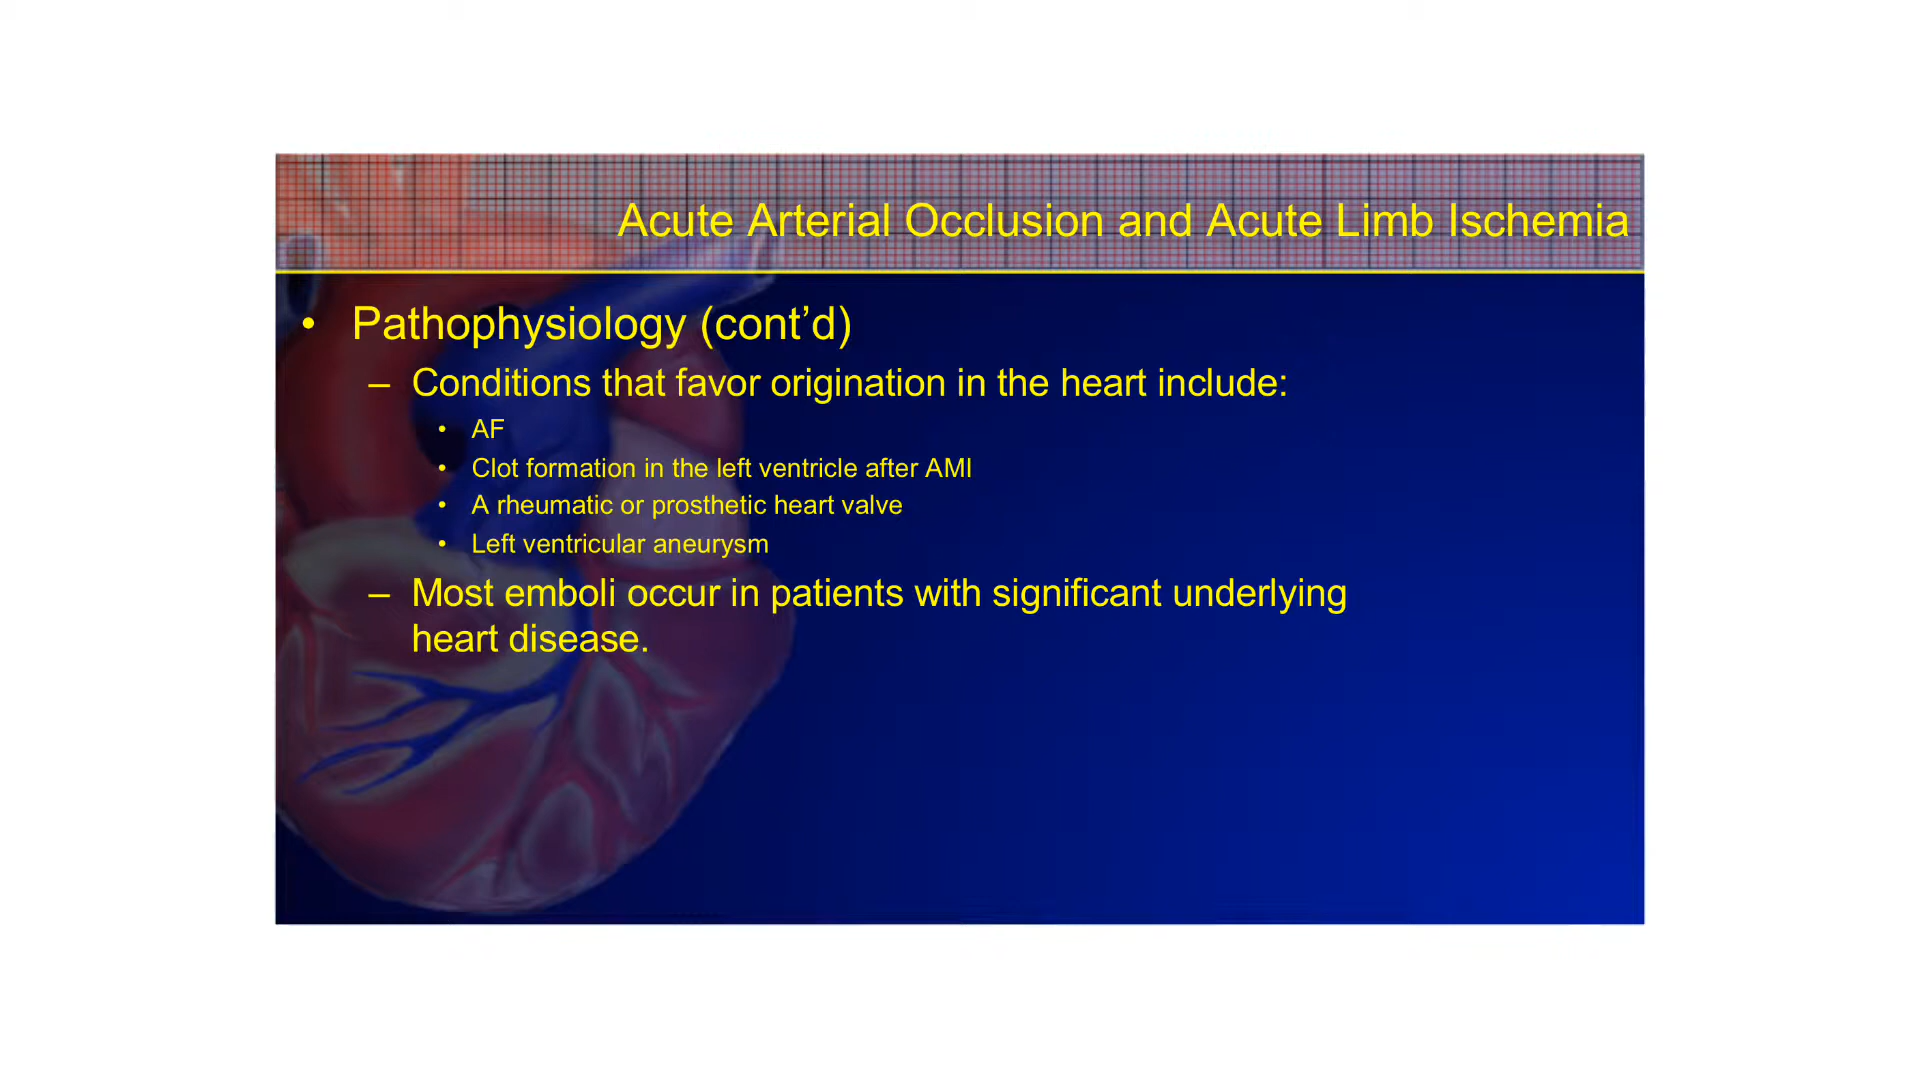 Acute Arterial Occlusion and Acute Limb Ischemia
• Pathophysiology (cont’d)
– Conditions that favor origination in the heart include:
• AF
• Clot formation in the left ventricle after AMI
• A rheumatic or prosthetic heart valve
• Left ventricular aneurysm
– Most emboli occur in patients with significant underlying
heart disease.